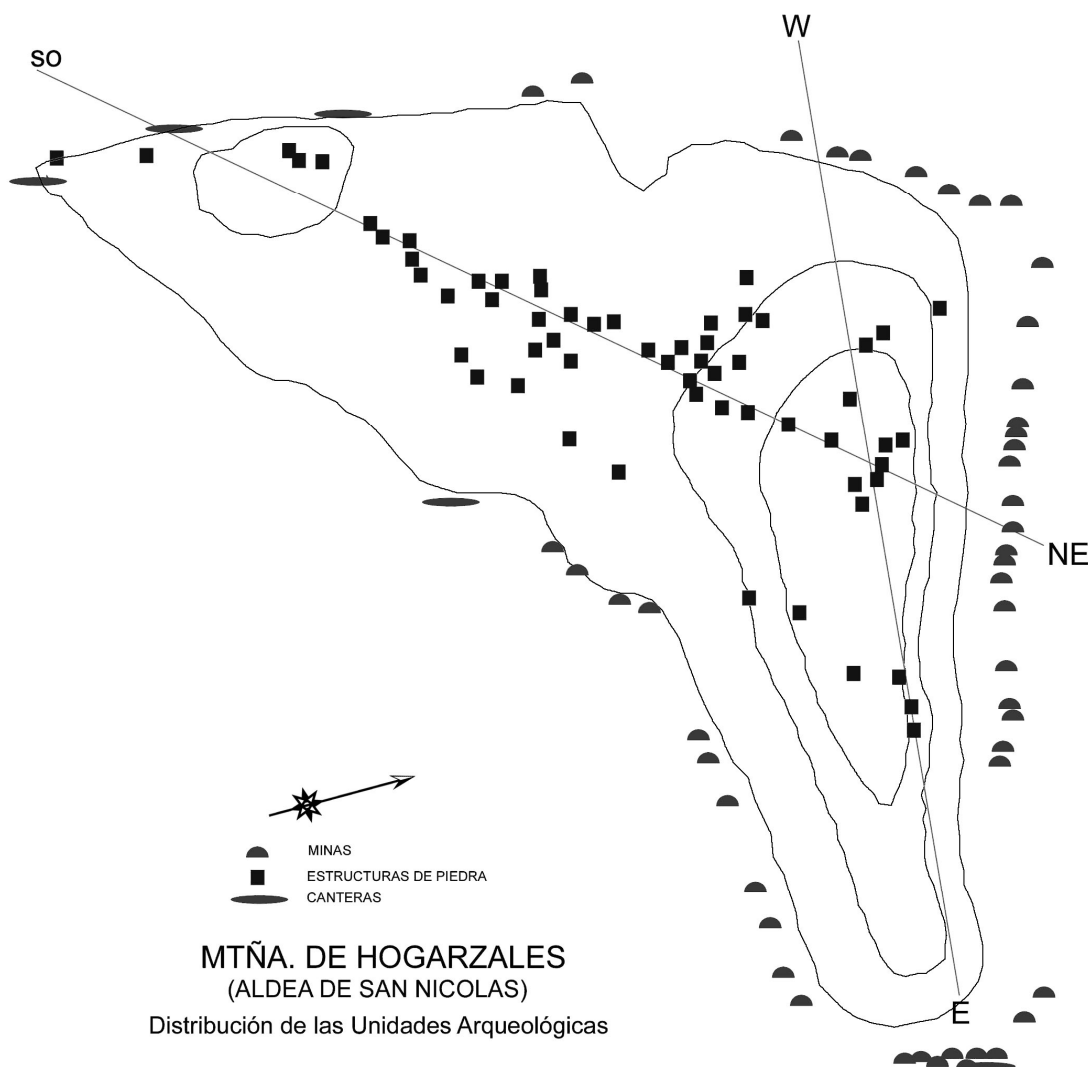 W
SO
NE
MINAS
ESTRUCTURAS DE PIEDRA
CANTERAS
MTÑA. DE HOGARZALES
(ALDEA DE SAN NICOLAS)
Distribución de las Unidades Arqueológicas
E